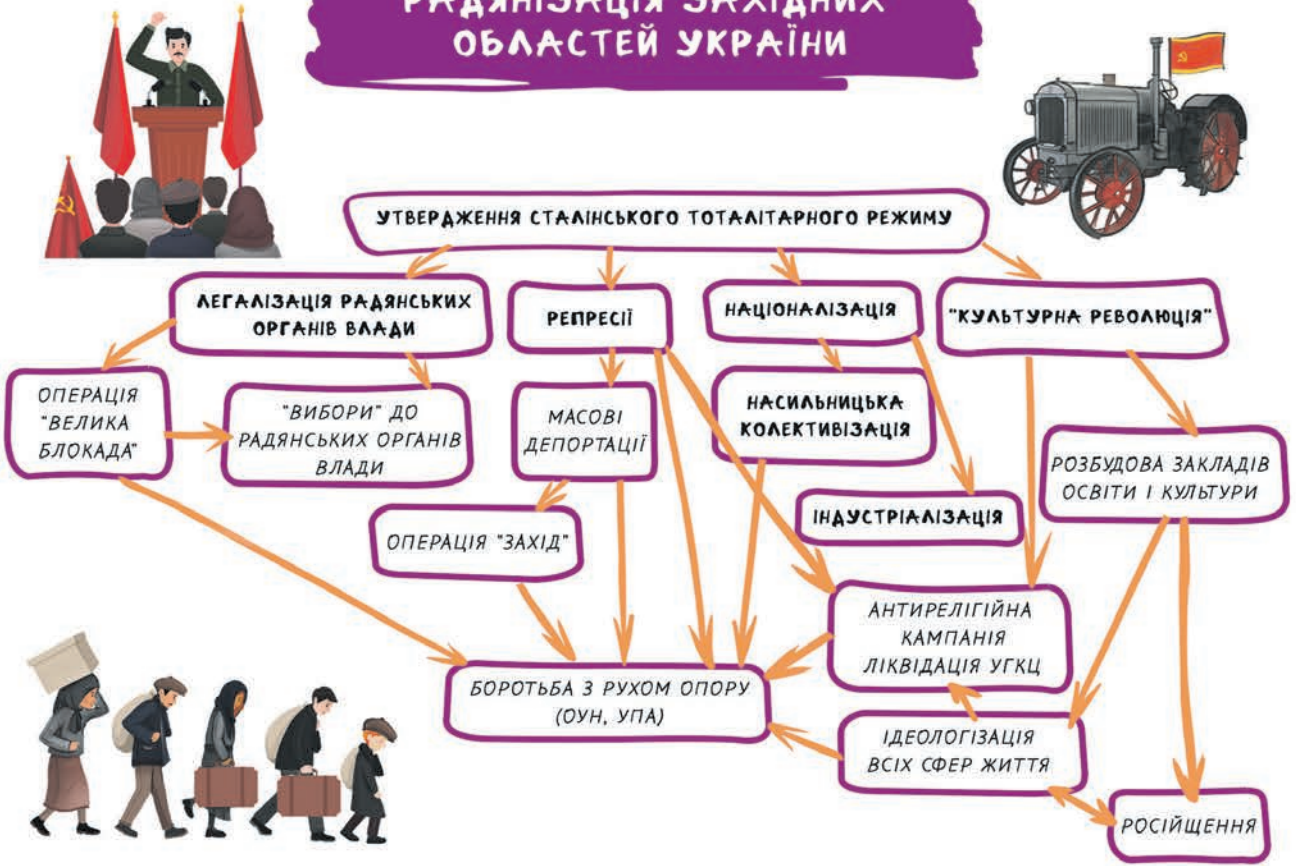 РАДЯНІЗАЦІЯ ЗАХІДНИХ
ОБЛАСТЕЙ УКРАЇНИ
УТВЕРДЖЕННЯ СТАЛІНСЬКОГО ТОТАЛІТАРНОГО РЕЖИМУ
ЛЕГАЛІЗАЦІЯ РАДЯНСЬКИХ
ОРГАНІВ ВЛАДИ
РЕПРЕСІЇ
НАЦІОНАЛІЗАЦІЯ
"КУЛЬТУРНА РЕВОЛЮЦІЯ"
ОПЕРАЦІЯ
"ВЕЛИКА
БЛОКАДА"
"ВИБОРИ" ДО
РАДЯНСЬКИХ ОРГАНІВ
ВЛАДИ
МАСОВІ
ДЕПОРТАЦІЇ
НАСИЛЬНИЦЬКА
КОЛЕКТИВІЗАЦІЯ
РОЗБУДОВА ЗАКЛАДІВ
ОСВІТИ І КУЛЬТУРИ
ОПЕРАЦІЯ "ЗАХІД"
ІНДУСТРІАЛІЗАЦІЯ
АНТИРЕЛІГІЙНА
КАМПАНІЯ
ЛІКВІДАЦІЯ УГКЦ
БОРОТЬБА З РУХОМ ОПОРУ
(ОУН, УПА)
ІДЕОЛОГІЗАЦІЯ
ВСІХ СФЕР ЖИТТЯ
РОСІЙЩЕННЯ